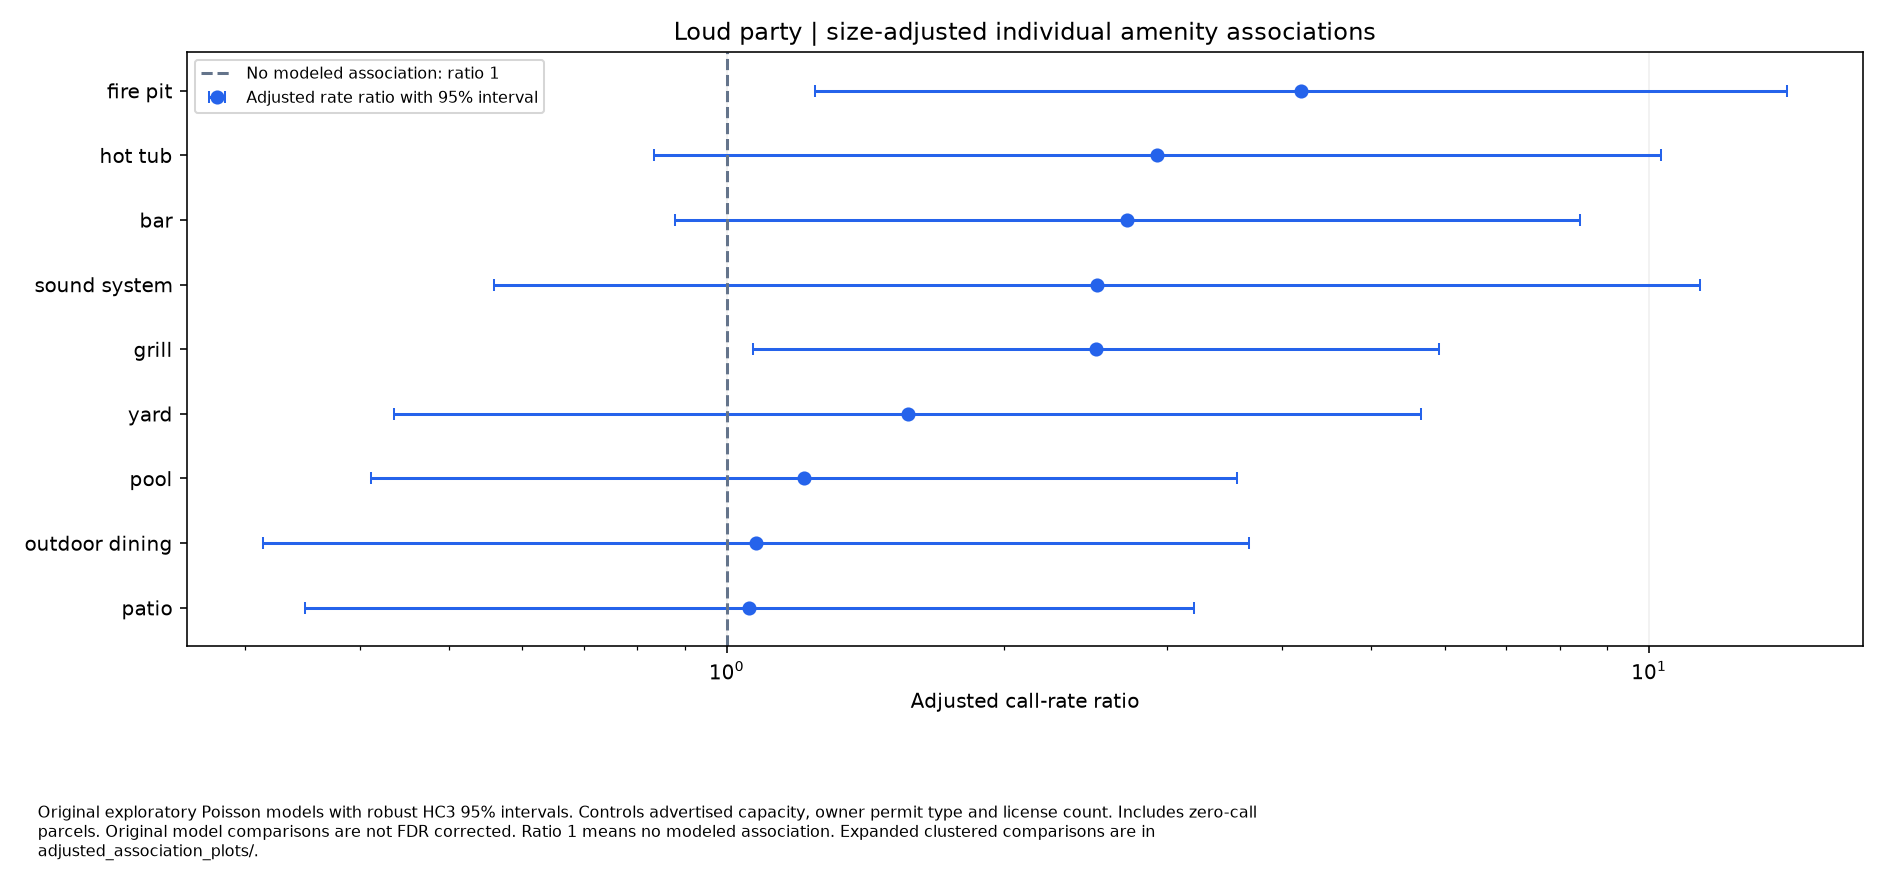 Loud party | size-adjusted individual amenity associations
No modeled association: ratio 1
Adjusted rate ratio with 95% interval
fire pit
hot tub
bar
sound system
grill
yard
pool
outdoor dining
patio
10⁰
10¹
Adjusted call-rate ratio
Original exploratory Poisson models with robust HC3 95% intervals. Controls advertised capacity, owner permit type and license count. Includes zero-call
parcels. Original model comparisons are not FDR corrected. Ratio 1 means no modeled association. Expanded clustered comparisons are in
adjusted_association_plots/.